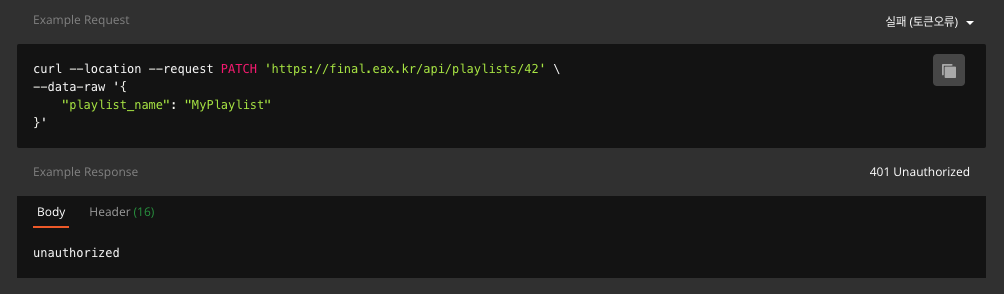 Example Request
실패 (토큰오류)
curl --location --request PATCH 'https://final.eax.kr/api/playlists/42' \
--data-raw '{
    "playlist_name": "MyPlaylist"
}'
Example Response
401 Unauthorized
Body
Header (16)
unauthorized